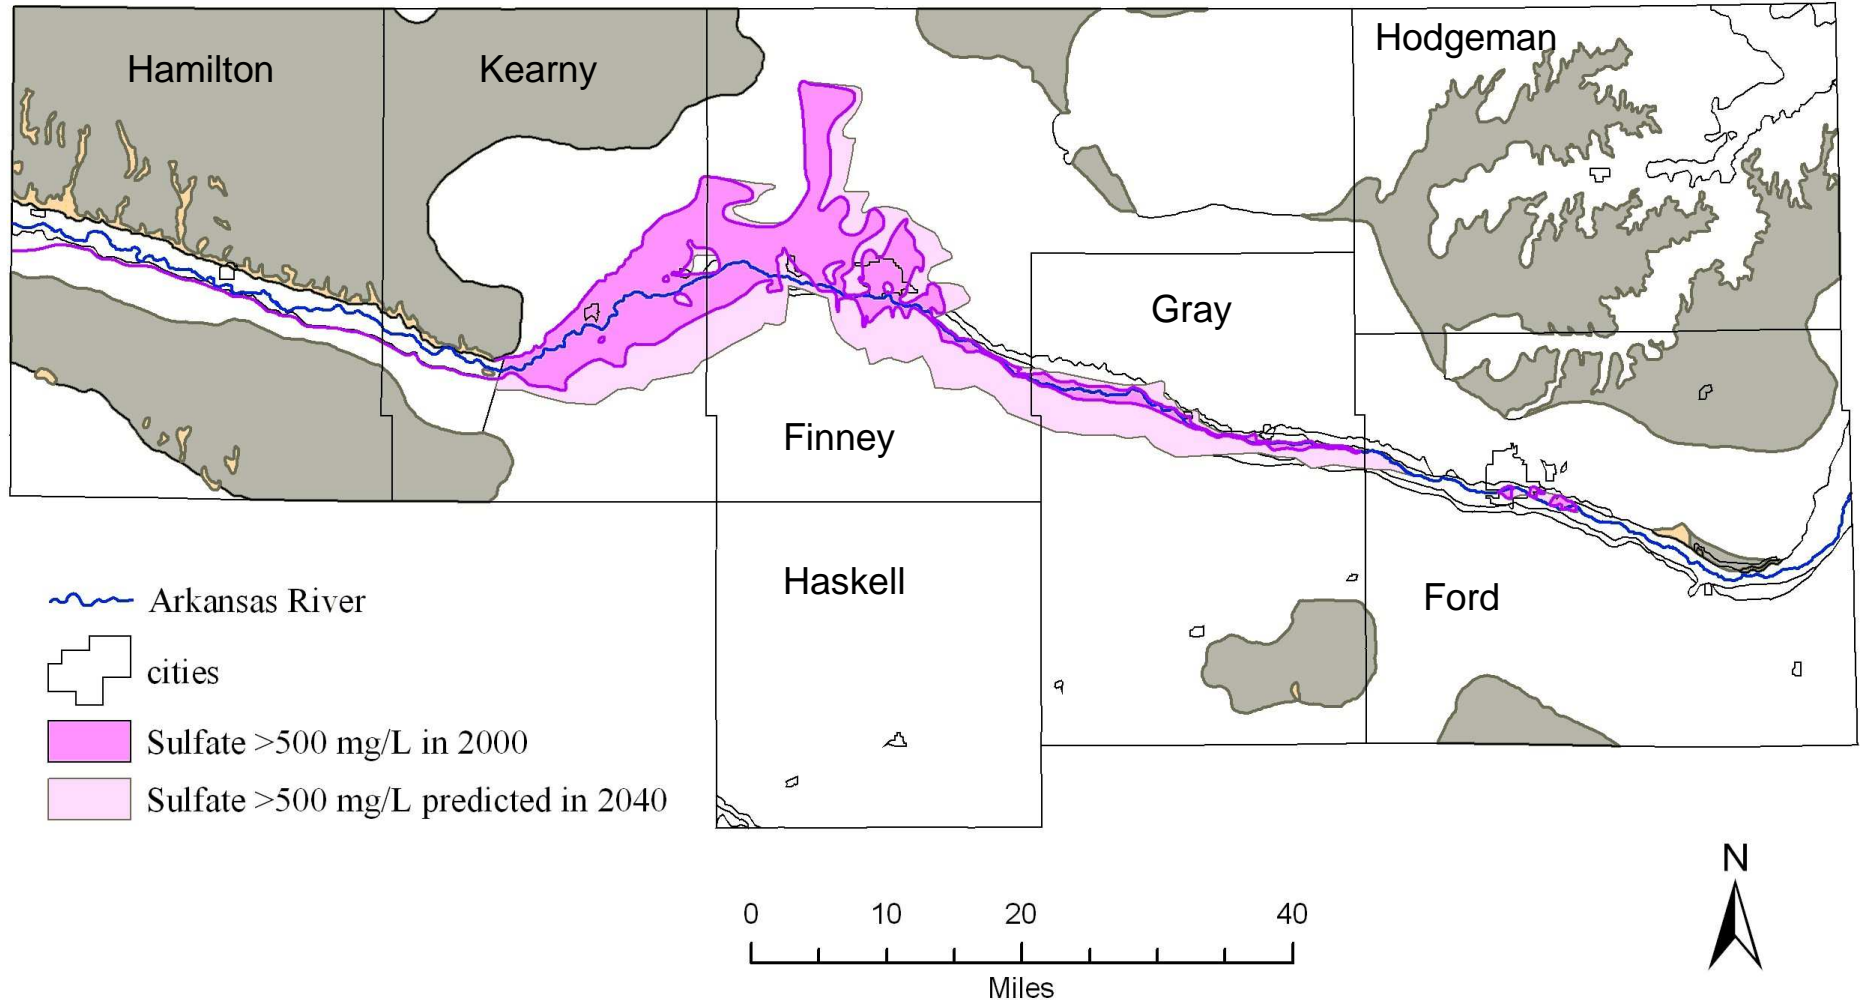 Hodgeman
Hamilton
Kearny
Gray
Finney
Haskell
Ford
Arkansas River
cities
Sulfate >500 mg/L in 2000
Sulfate >500 mg/L predicted in 2040
N
0 10 20 40
Miles